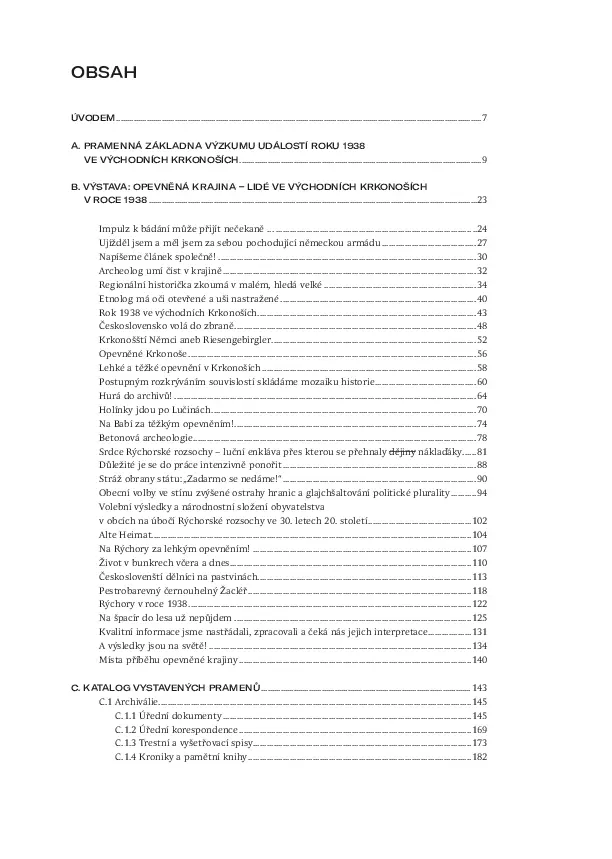 OBSAH
ÚVODEM 7
A. PRAMENNÁ ZÁKLADNA VÝZKUMU UDÁLOSTÍ ROKU 1938
VE VÝCHODNÍCH KRKONOŠÍCH 9
B. VÝSTAVA: OPEVNĚNÁ KRAJINA – LIDÉ VE VÝCHODNÍCH KRKONOŠÍCH
V ROCE 1938 23
Impulz k bádání může přijít nečekaně 24
Ujížděl jsem a měl jsem za sebou pochodující německou armádu 27
Napíšeme článek společně! 30
Archeolog umí číst v krajině 32
Regionální historička zkoumá v malém, hledá velké 34
Etnolog má oči otevřené a uši nastražené 40
Rok 1938 ve východních Krkonoších 43
Československo volá do zbraně 48
Krkonošští Němci aneb Riesengebirgler 52
Opevněné Krkonoše 56
Lehké a těžké opevnění v Krkonoších 58
Postupným rozkrýváním souvislostí skládáme mozaiku historie 60
Hurá do archivů! 64
Holínky jdou po Lučinách 70
Na Babí za těžkým opevněním! 74
Betonová archeologie 78
Srdce Rýchorské rozsochy – luční enkláva přes kterou se přehnaly dějiny náklaďáky 81
Důležité je se do práce intenzivně ponořit 88
Stráž obrany státu: „Zadarmo se nedáme!“ 90
Obecní volby ve stínu zvýšené ostrahy hranic a glajchšaltování politické plurality 94
Volební výsledky a národnostní složení obyvatelstva
v obcích na úbočí Rýchorské rozsochy ve 30. letech 20. století 102
Alte Heimat 104
Na Rýchory za lehkým opevněním! 107
Život v bunkrech včera a dnes 110
Českoslovenští dělníci na pastvinách 113
Pestrobarevný černouhelný Žacléř 118
Rýchory v roce 1938 122
Na špacír do lesa už nepůjdem 125
Kvalitní informace jsme nastřádali, zpracovali a čeká nás jejich interpretace 131
A výsledky jsou na světě! 134
Místa příběhu opevněné krajiny 140
C. KATALOG VYSTAVENÝCH PRAMENŮ 143
C.1 Archiválie 145
C.1.1 Úřední dokumenty 145
C.1.2 Úřední korespondence 169
C.1.3 Trestní a vyšetřovací spisy 173
C.1.4 Kroniky a pamětní knihy 182